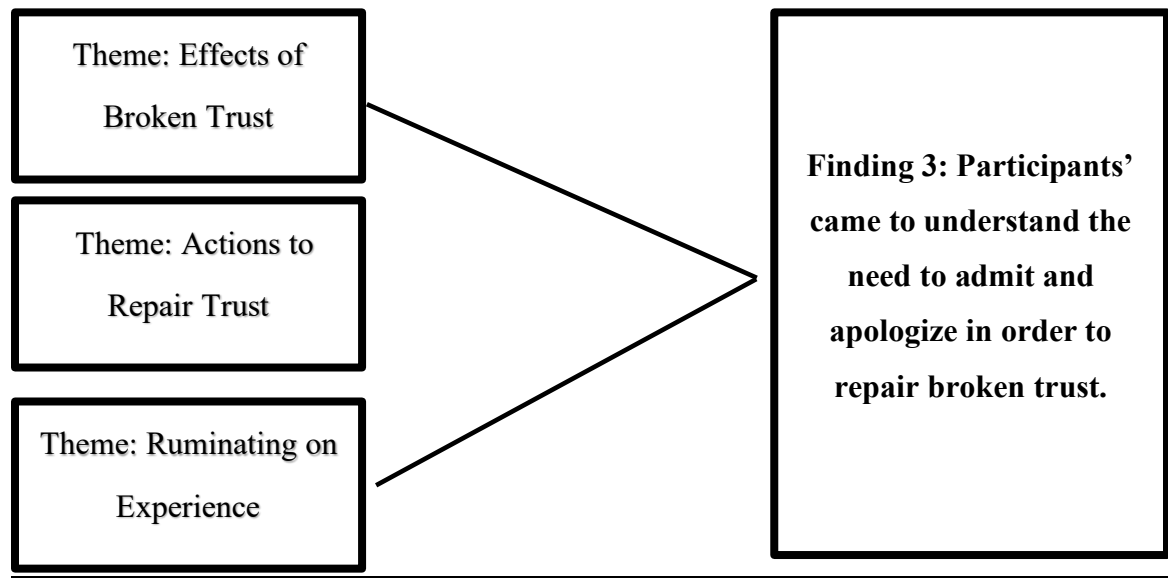 Theme: Effects of
Broken Trust
Theme: Actions to
Repair Trust
Theme: Ruminating on
Experience
Finding 3: Participants’
came to understand the
need to admit and
apologize in order to
repair broken trust.